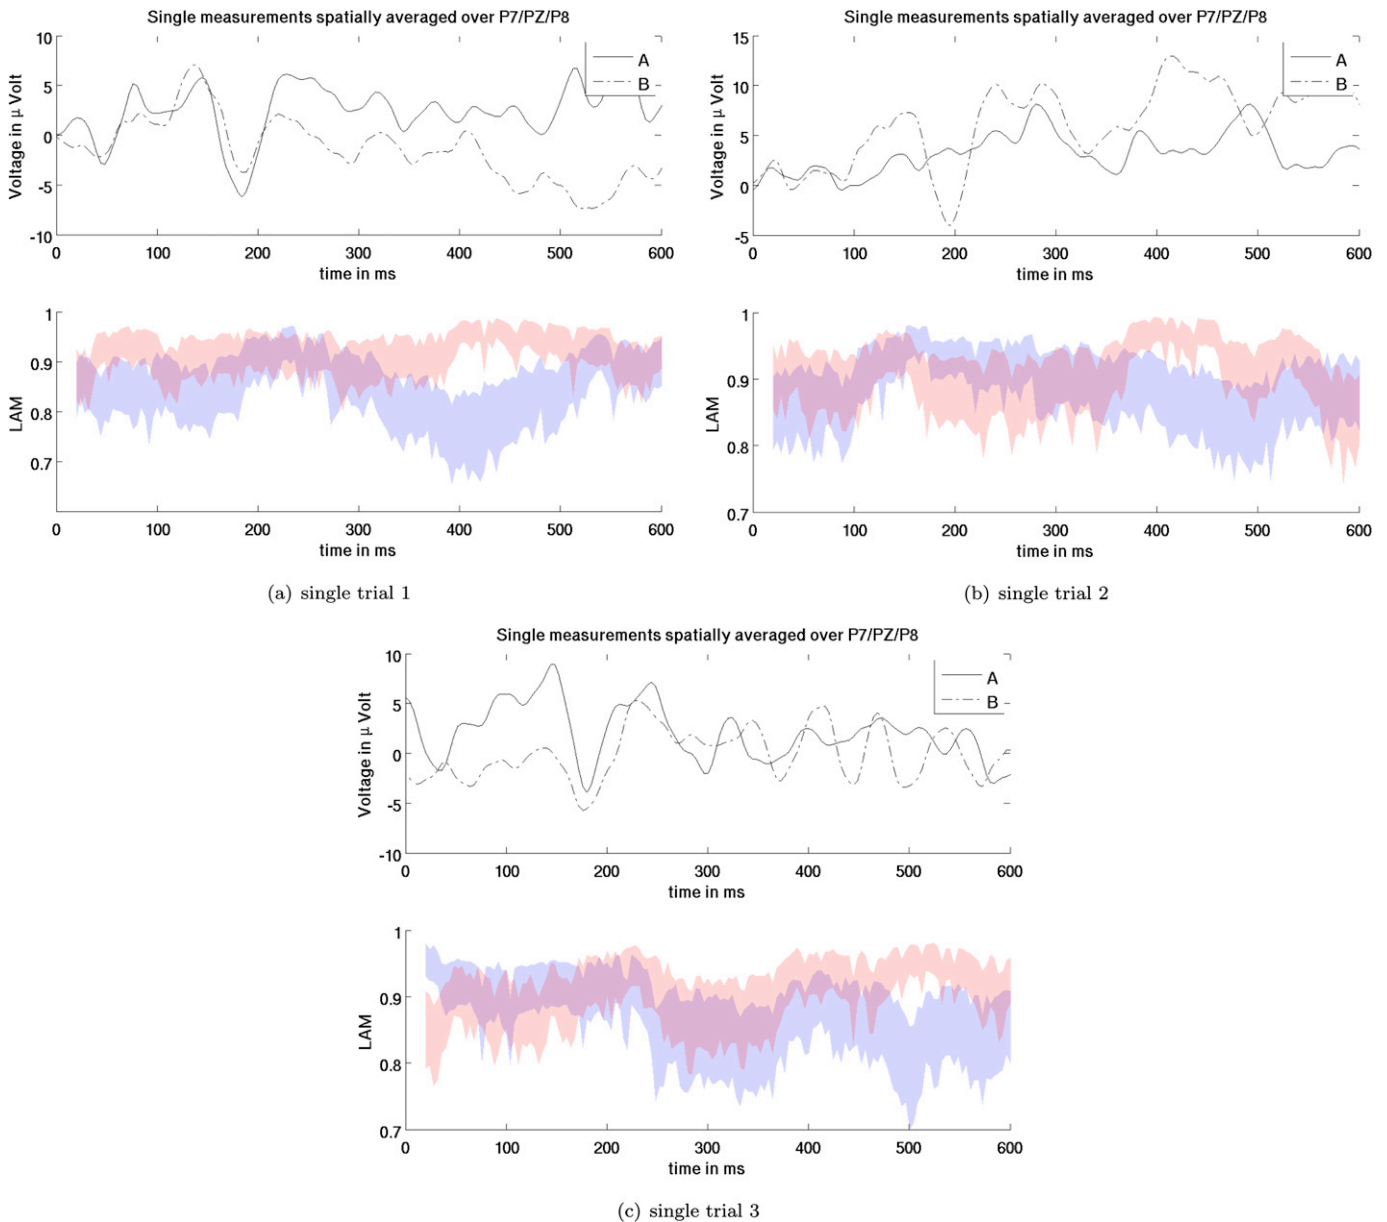 Single measurements spatially averaged over P7/PZ/P8
10
5
0
-5
-10
Voltage in μ Volt
A
B
0 100 200 300 400 500 600
time in ms
1
0.9
0.8
0.7
LAM
0 100 200 300 400 500 600
time in ms
(a) single trial 1
Single measurements spatially averaged over P7/PZ/P8
15
10
5
0
-5
Voltage in μ Volt
A
B
0 100 200 300 400 500 600
time in ms
1
0.9
0.8
0.7
LAM
0 100 200 300 400 500 600
time in ms
(b) single trial 2
Single measurements spatially averaged over P7/PZ/P8
10
5
0
-5
-10
Voltage in μ Volt
A
B
0 100 200 300 400 500 600
time in ms
1
0.9
0.8
0.7
LAM
0 100 200 300 400 500 600
time in ms
(c) single trial 3